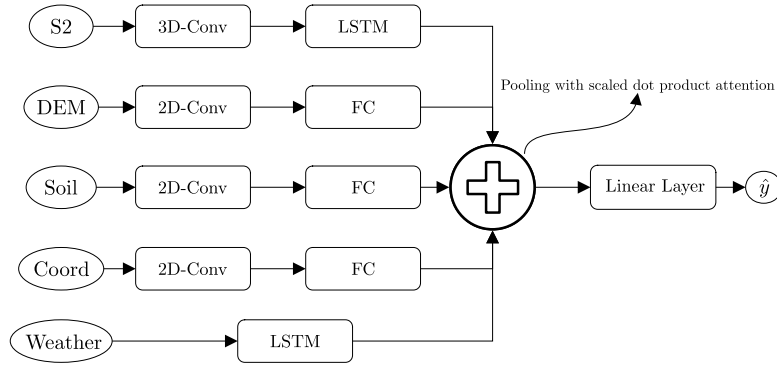 S2
3D-Conv
LSTM
Pooling with scaled dot product attention
DEM
2D-Conv
FC
Soil
2D-Conv
FC
Linear Layer
ŷ
Coord
2D-Conv
FC
Weather
LSTM